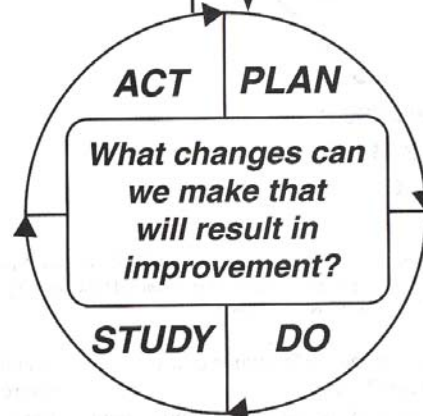 ACT PLAN
What changes can
we make that
will result in
improvement?
STUDY DO